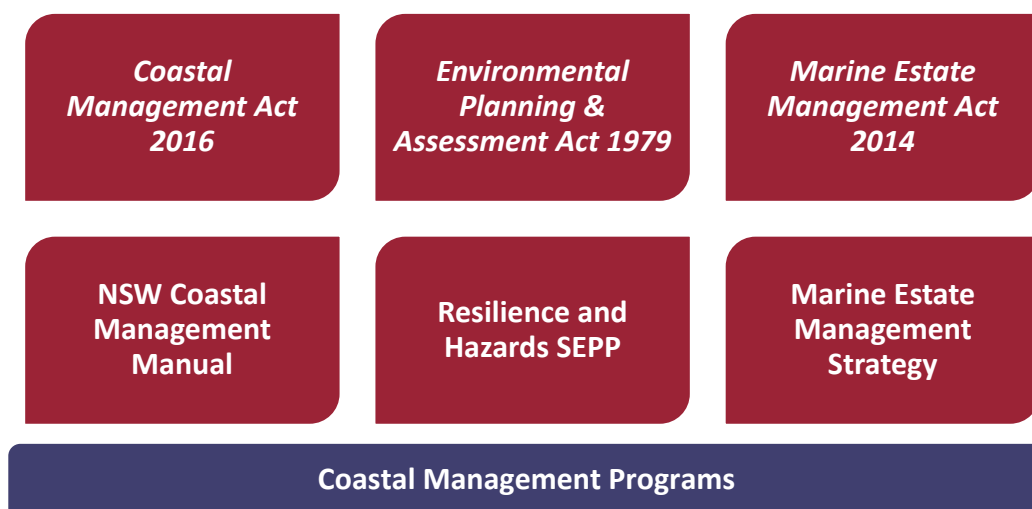 Coastal
Management Act
2016
Environmental
Planning &
Assessment Act 1979
Marine Estate
Management Act
2014
NSW Coastal
Management
Manual
Resilience and
Hazards SEPP
Marine Estate
Management
Strategy
Coastal Management Programs